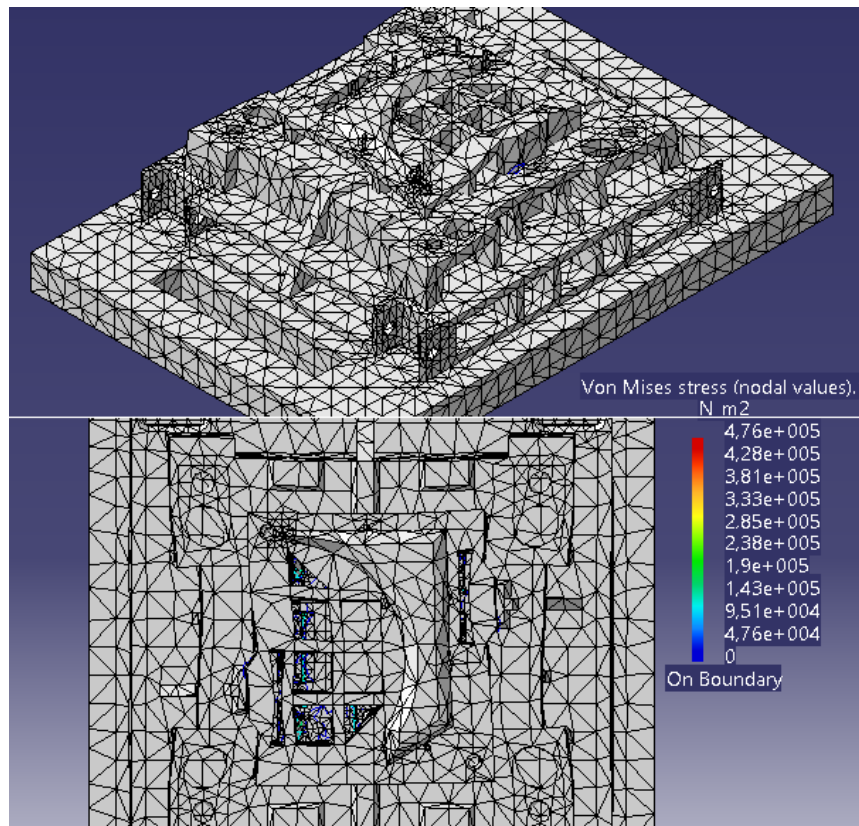 Von Mises stress (nodal values).
N_m2
4,76e+005
4,28e+005
3,81e+005
3,33e+005
2,85e+005
2,38e+005
1,9e+005
1,43e+005
9,51e+004
4,76e+004
0
On Boundary